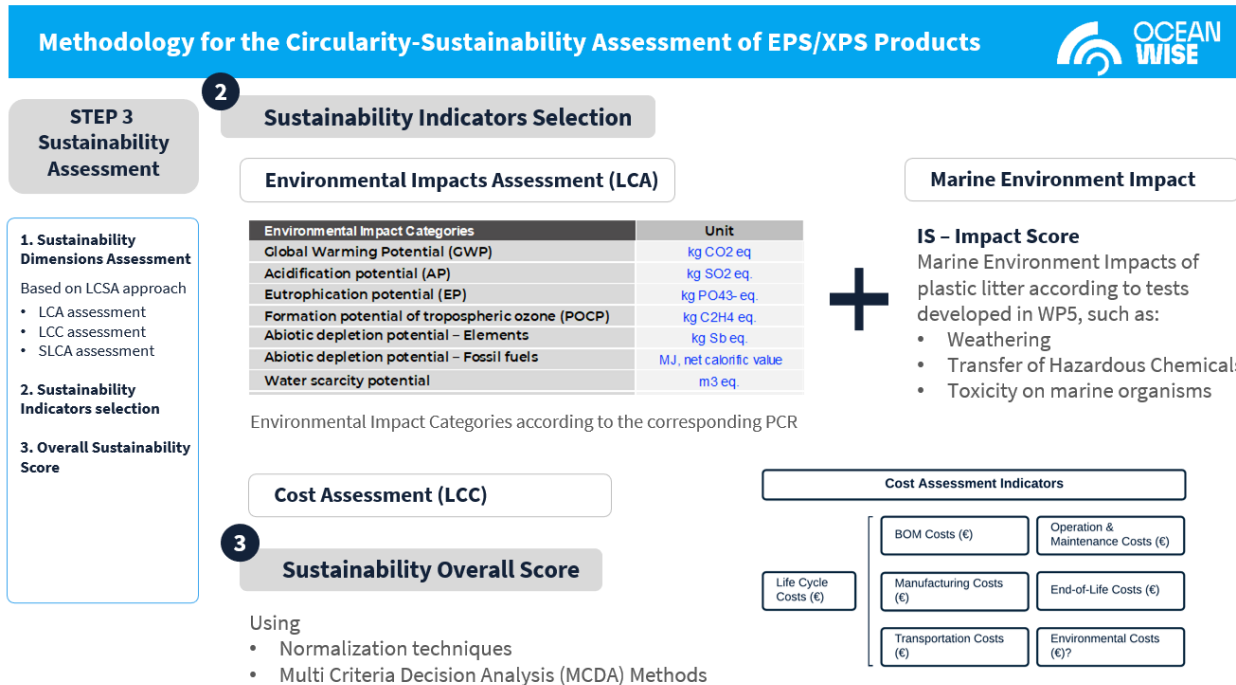 Methodology for the Circularity-Sustainability Assessment of EPS/XPS Products
OCEAN
WISE
STEP 3
Sustainability
Assessment
1. Sustainability
Dimensions Assessment
Based on LCSA approach
• LCA assessment
• LCC assessment
• SLCA assessment
2. Sustainability
Indicators selection
3. Overall Sustainability
Score
2
Sustainability Indicators Selection
Environmental Impacts Assessment (LCA)
Environmental Impact Categories Unit
Global Warming Potential (GWP) kg CO2 eq
Acidification potential (AP) kg SO2 eq.
Eutrophication potential (EP) kg PO43- eq.
Formation potential of tropospheric ozone (POCP) kg C2H4 eq.
Abiotic depletion potential – Elements kg Sb eq.
Abiotic depletion potential – Fossil fuels MJ, net calorific value
Water scarcity potential m3 eq.
Environmental Impact Categories according to the corresponding PCR
+
Marine Environment Impact
IS – Impact Score
Marine Environment Impacts of
plastic litter according to tests
developed in WP5, such as:
• Weathering
• Transfer of Hazardous Chemicals
• Toxicity on marine organisms
Cost Assessment (LCC)
Cost Assessment Indicators
Life Cycle
Costs (€)
BOM Costs (€)
Operation &
Maintenance Costs (€)
Manufacturing Costs
(€)
End-of-Life Costs (€)
Transportation Costs
(€)
Environmental Costs
(€)?
3
Sustainability Overall Score
Using
• Normalization techniques
• Multi Criteria Decision Analysis (MCDA) Methods